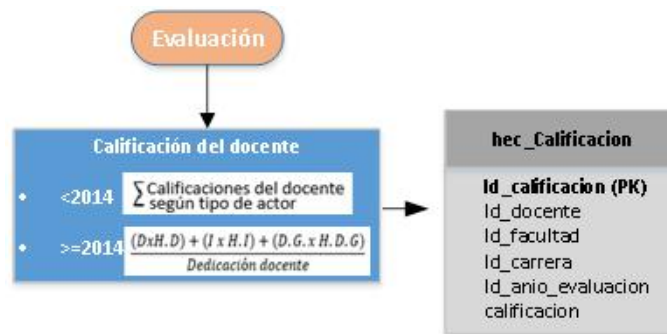 Evaluación
Calificación del docente
• <2014 ∑ Calificaciones del docente
según tipo de actor
• >=2014 (DxH.D) + (I x H.I) + (D.G.x H.D.G)
Dedicación docente
hec_Calificacion
Id_calificacion (PK)
Id_docente
Id_facultad
Id_carrera
Id_anio_evaluacion
calificacion